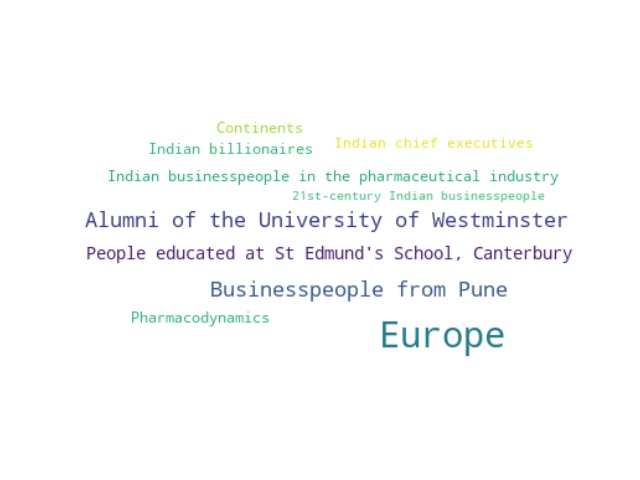 Continents
Indian chief executives
Indian billionaires
Indian businesspeople in the pharmaceutical industry
21st-century Indian businesspeople
Alumni of the University of Westminster
People educated at St Edmund's School, Canterbury
Businesspeople from Pune
Pharmacodynamics
Europe